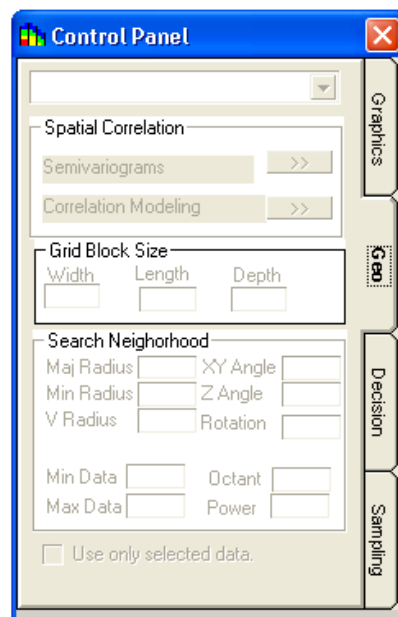 Control Panel
Graphics
Spatial Correlation
Semivariograms >>
Correlation Modeling >>
Geo
Grid Block Size
Width Length Depth
Search Neighorhood
Maj Radius XY Angle
Min Radius Z Angle
V Radius Rotation
Decision
Min Data Octant
Max Data Power
Sampling
Use only selected data.